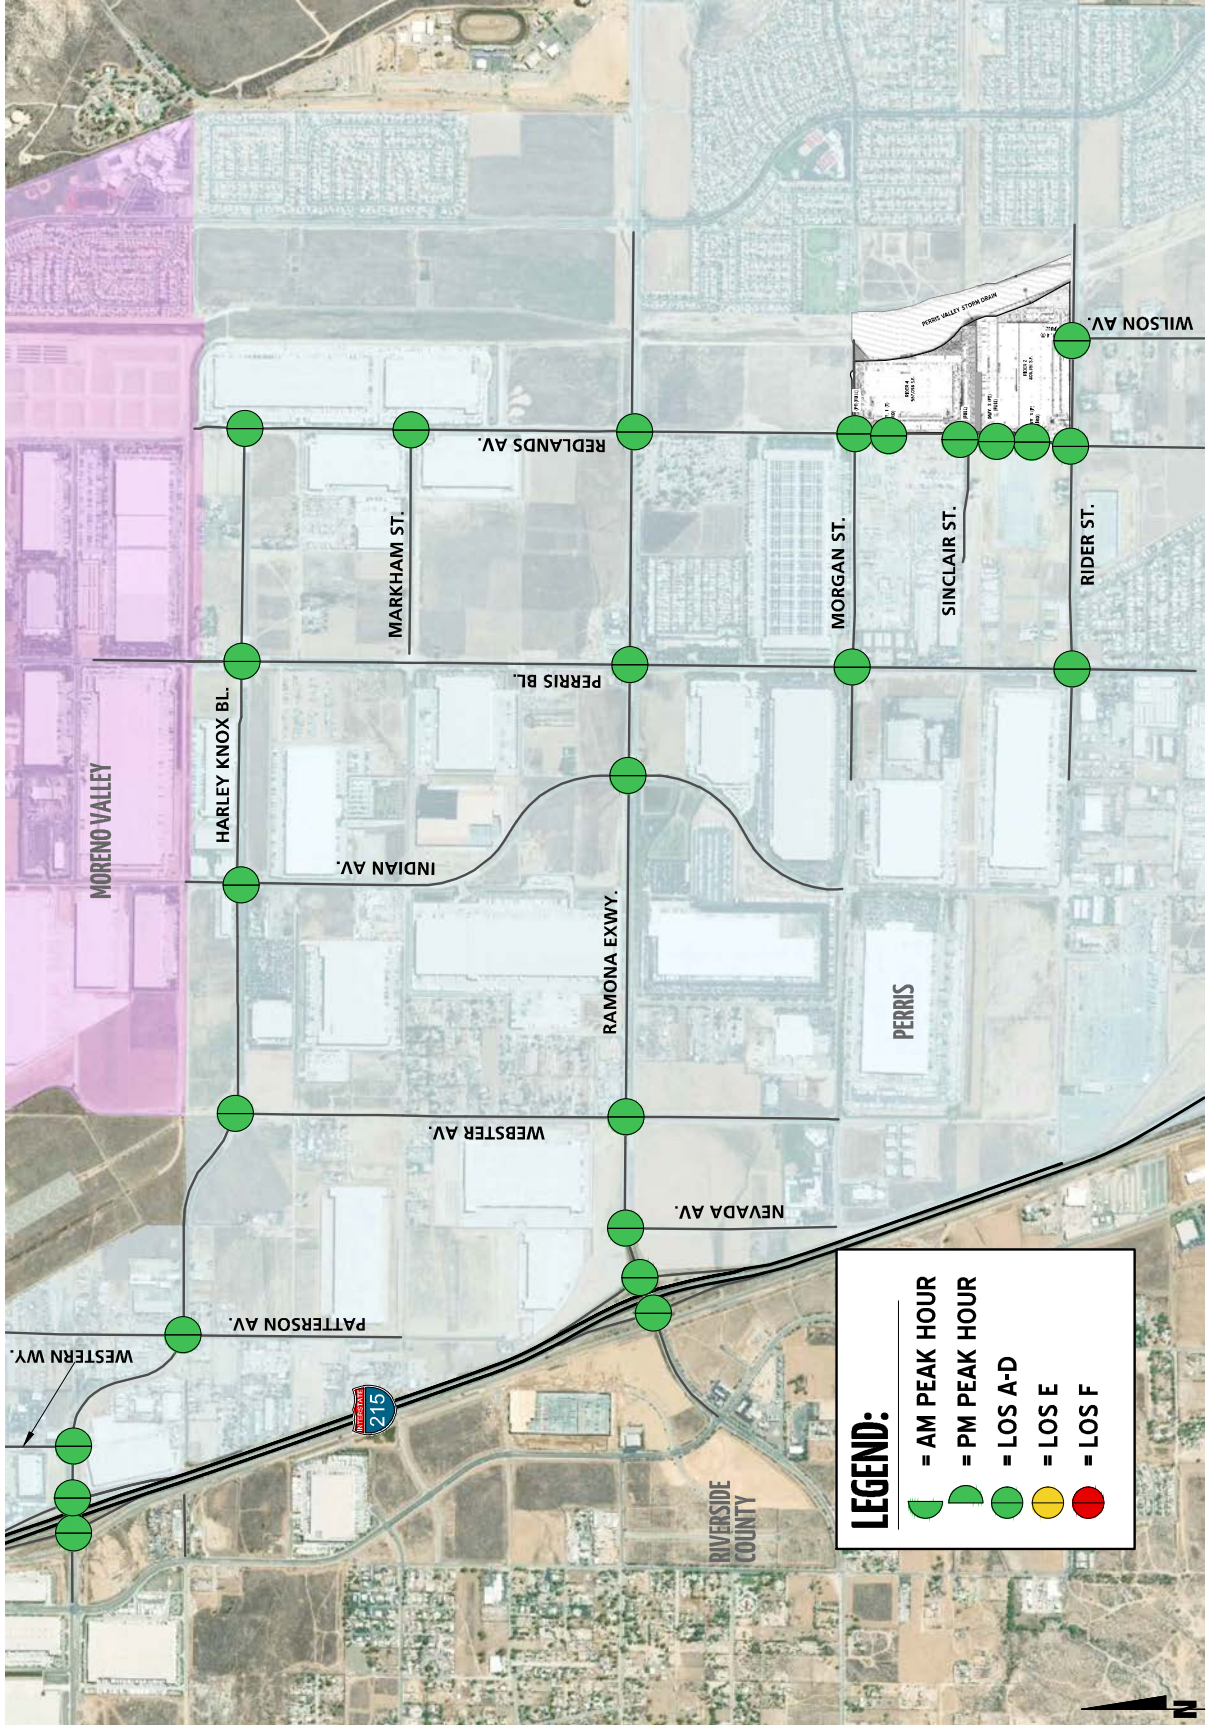 WESTERN WY.
PATTERSON AV.
MORENO VALLEY
HARLEY KNOX BL.
WEBSTER AV.
INDIAN AV.
MARKHAM ST.
PERRIS BL.
REDLANDS AV.
INTERSTATE
215
RAMONA EXWY.
NEVADA AV.
PERRIS
MORGAN ST.
SINCLAIR ST.
RIDER ST.
WILSON AV.
PERRIS VALLEY STORM DRAIN
RIVERSIDE
COUNTY
LEGEND:
= AM PEAK HOUR
= PM PEAK HOUR
= LOS A-D
= LOS E
= LOS F
N